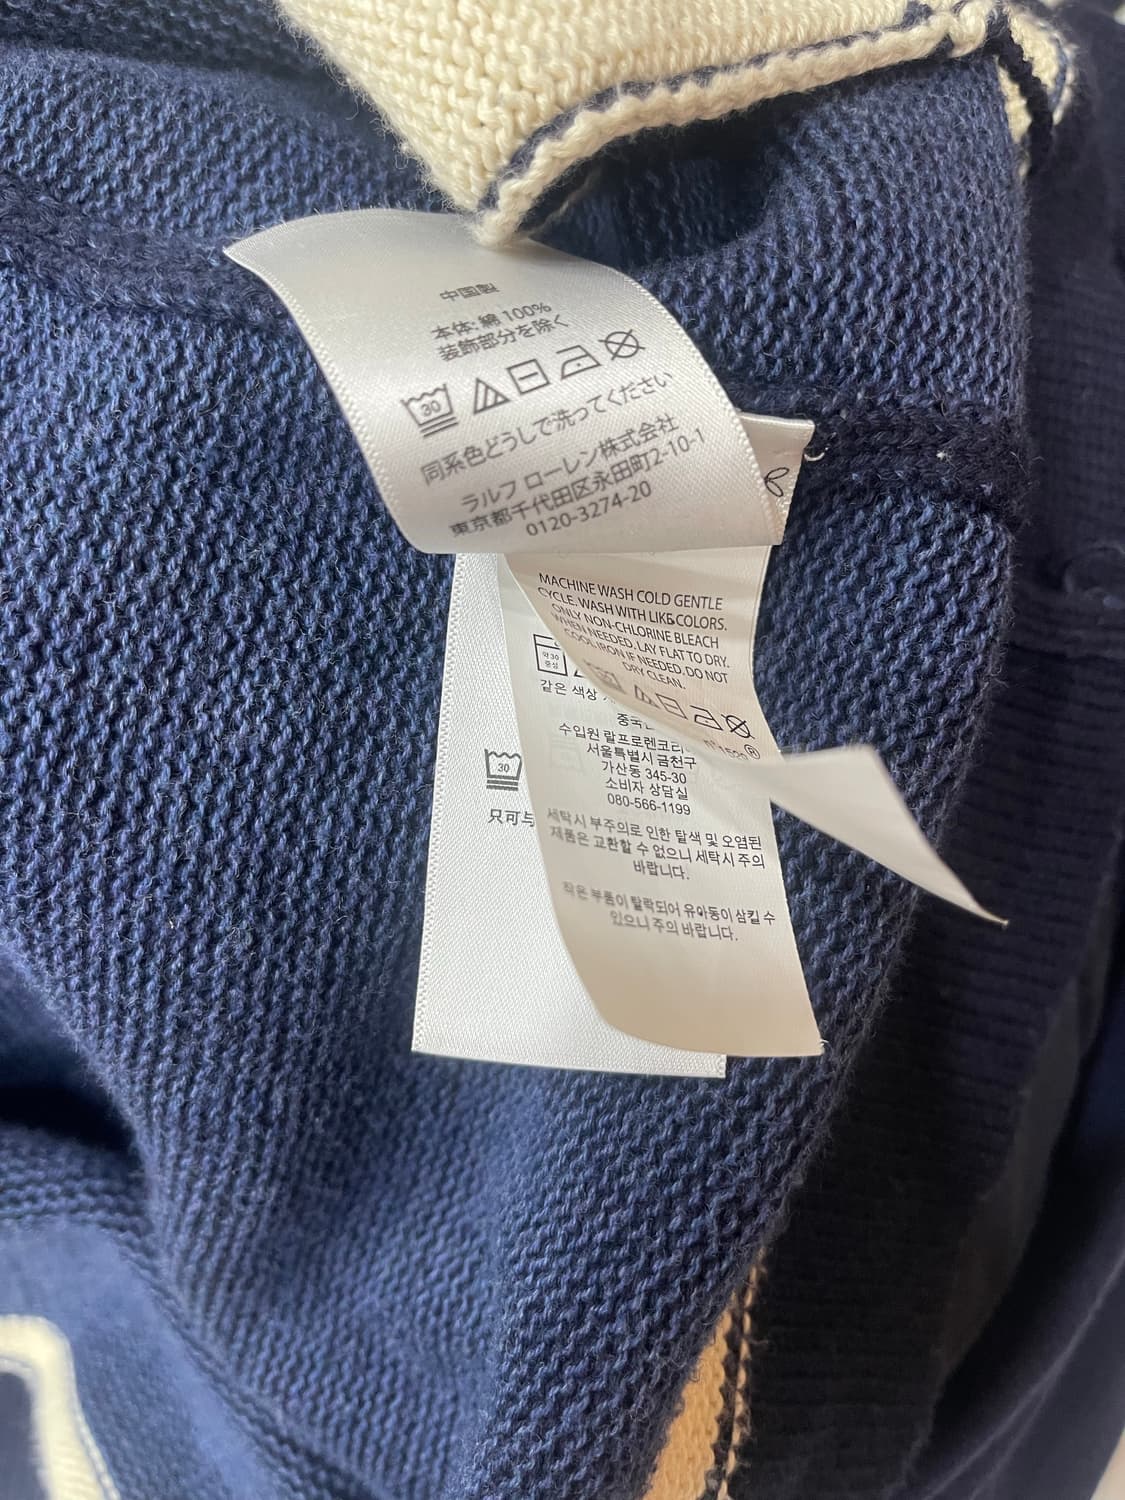 中国製
本体: 綿 100%
装飾部分を除く
30
同系色どうしで洗ってください
ラルフ ローレン株式会社
東京都千代田区永田町2-10-1
0120-3274-20
MACHINE WASH COLD GENTLE
CYCLE. WASH WITH LIKE COLORS.
ONLY NON-CHLORINE BLEACH
WHEN NEEDED. LAY FLAT TO DRY.
COOL IRON IF NEEDED. DO NOT
DRY CLEAN.
약 30
중성
같은 색상
중국
수입원 랄프로렌코리
서울특별시 금천구
가산동 345-30
소비자 상담실
080-566-1199
세탁시 부주의로 인한 탈색 및 오염된
제품은 교환할 수 없으니 세탁시 주의
바랍니다.
작은 부품이 탈락되어 유아동이 삼킬 수
있으니 주의 바랍니다.
30
只可与